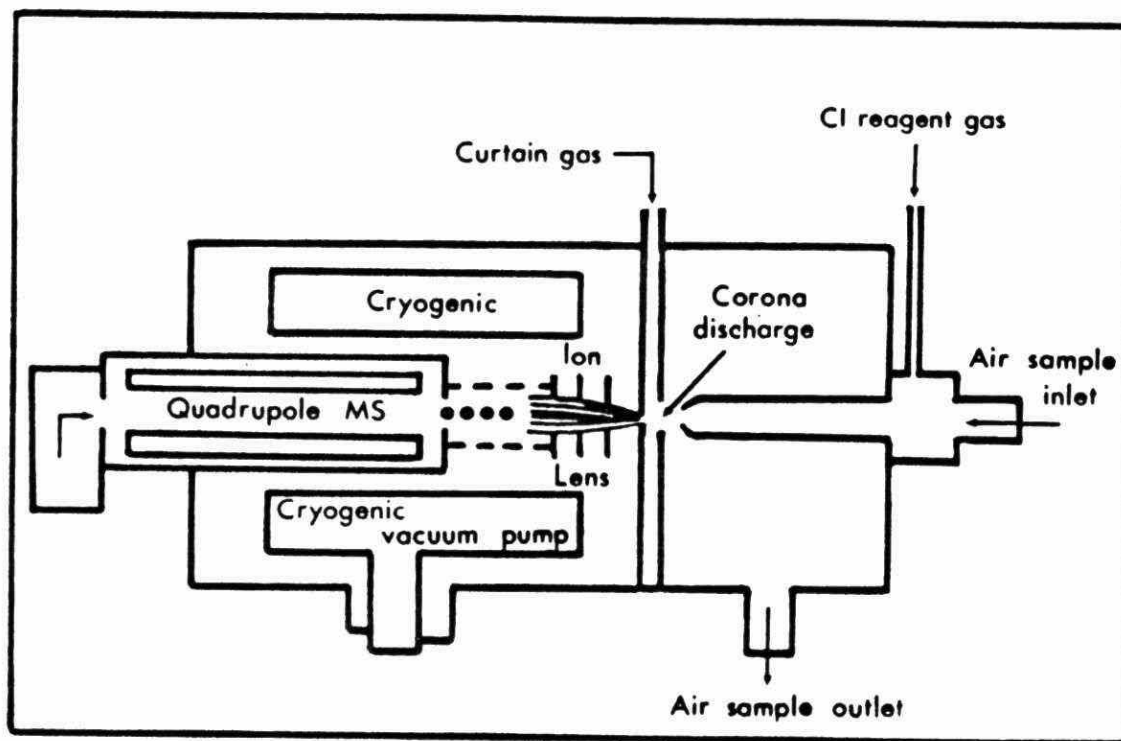 CI reagent gas
Curtain gas
Corona
discharge
Cryogenic
Ion
Air sample
inlet
Quadrupole MS
Lens
Cryogenic
vacuum pump
Air sample outlet